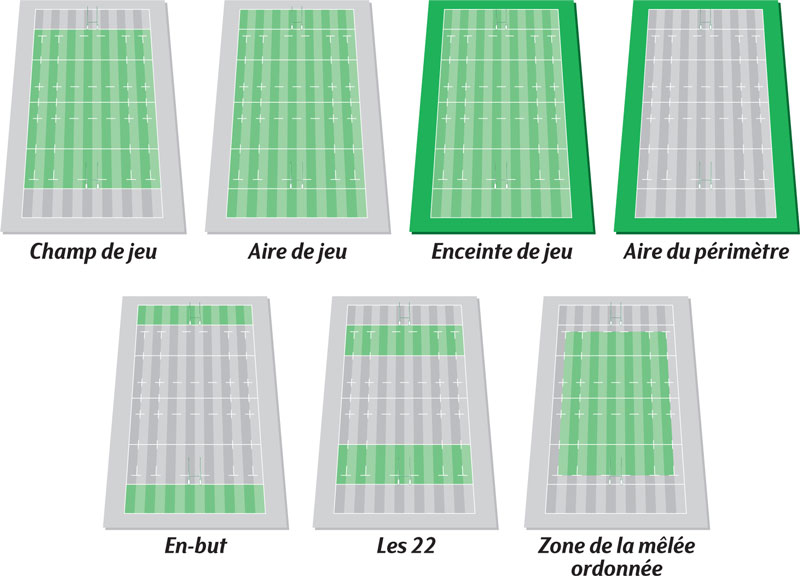 Champ de jeu
Aire de jeu
Enceinte de jeu
Aire du périmètre
En-but
Les 22
Zone de la mêlée
ordonnée